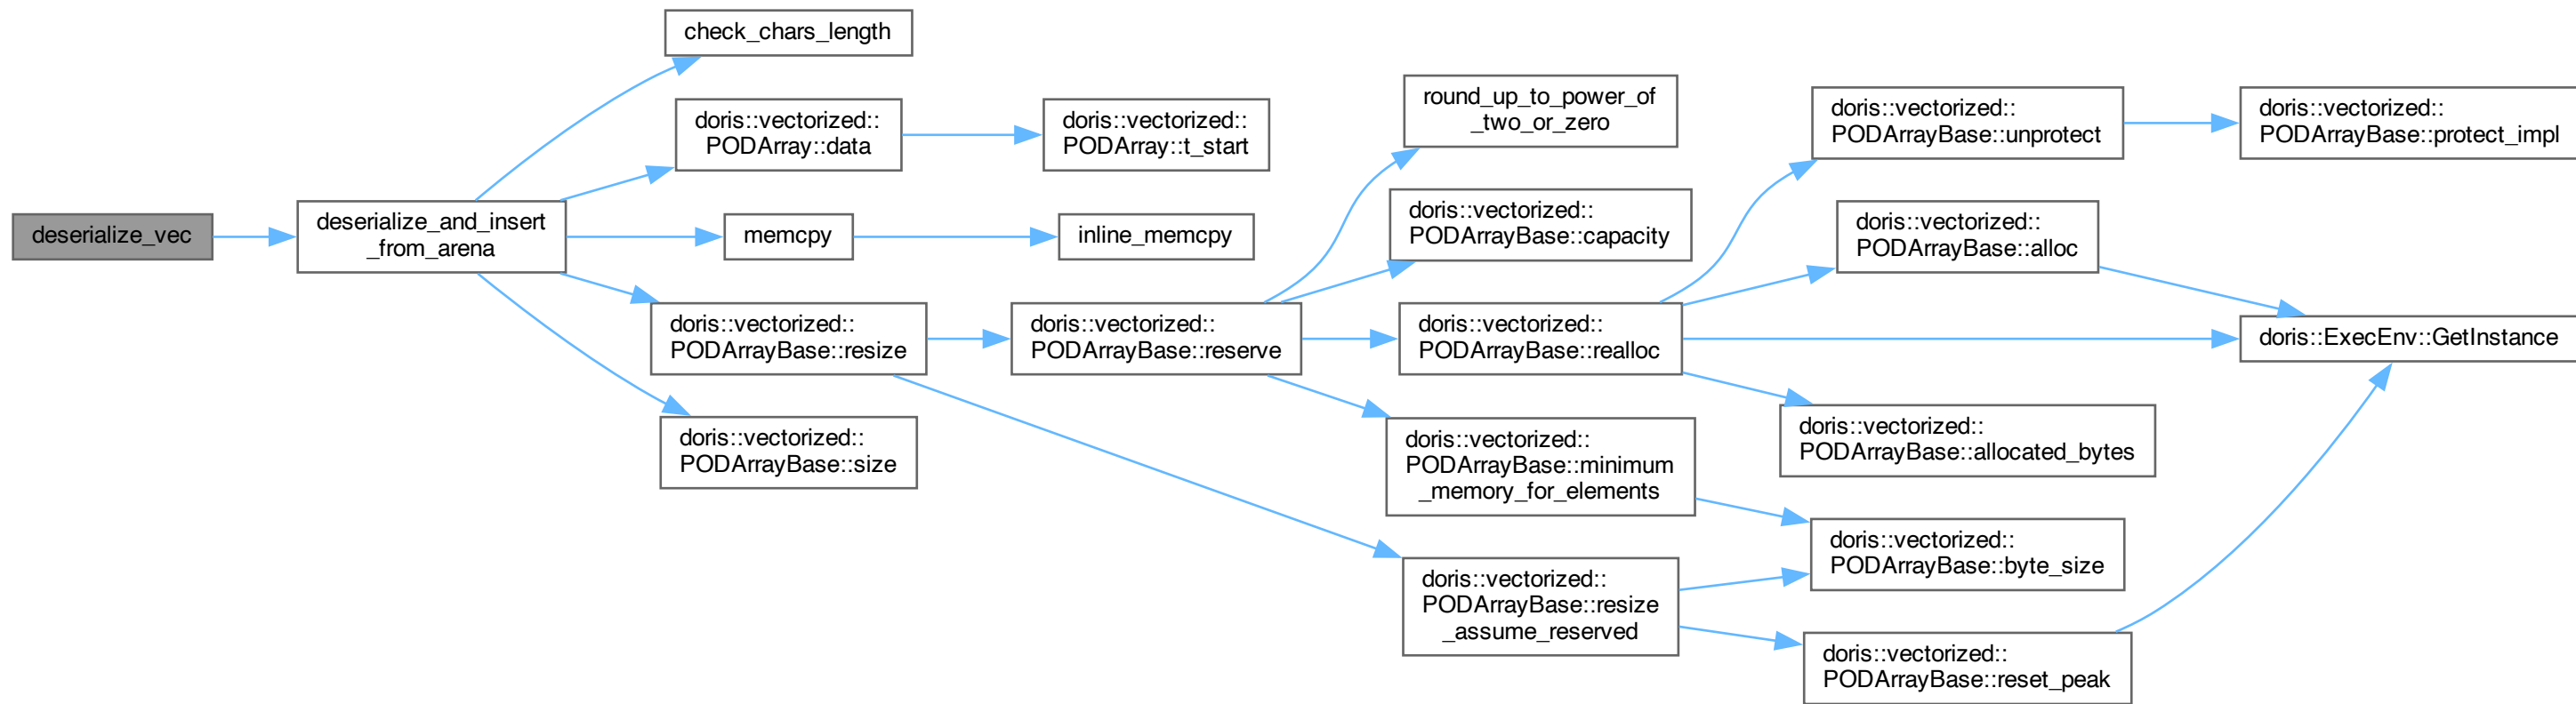 deserialize_vec
deserialize_and_insert
_from_arena
check_chars_length
doris::vectorized::
PODArray::data
doris::vectorized::
PODArray::t_start
memcpy
inline_memcpy
doris::vectorized::
PODArrayBase::resize
doris::vectorized::
PODArrayBase::size
doris::vectorized::
PODArrayBase::reserve
round_up_to_power_of
_two_or_zero
doris::vectorized::
PODArrayBase::capacity
doris::vectorized::
PODArrayBase::realloc
doris::vectorized::
PODArrayBase::minimum
_memory_for_elements
doris::vectorized::
PODArrayBase::resize
_assume_reserved
doris::vectorized::
PODArrayBase::unprotect
doris::vectorized::
PODArrayBase::protect_impl
doris::vectorized::
PODArrayBase::alloc
doris::ExecEnv::GetInstance
doris::vectorized::
PODArrayBase::allocated_bytes
doris::vectorized::
PODArrayBase::byte_size
doris::vectorized::
PODArrayBase::reset_peak